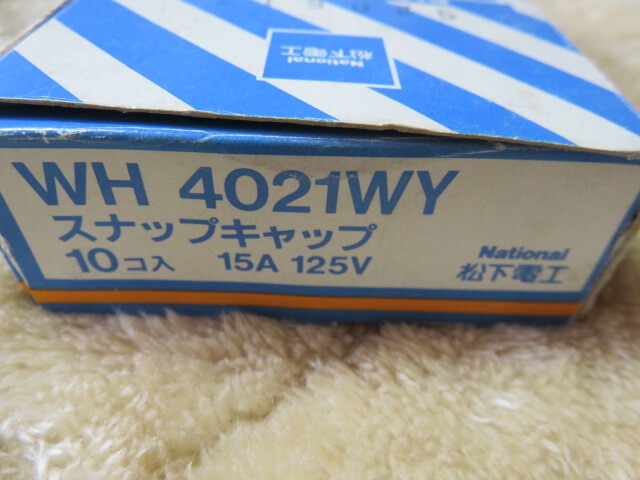 National
松下電工
WH 4021WY
スナップキャップ
10コ入 15A 125V
National
松下電工